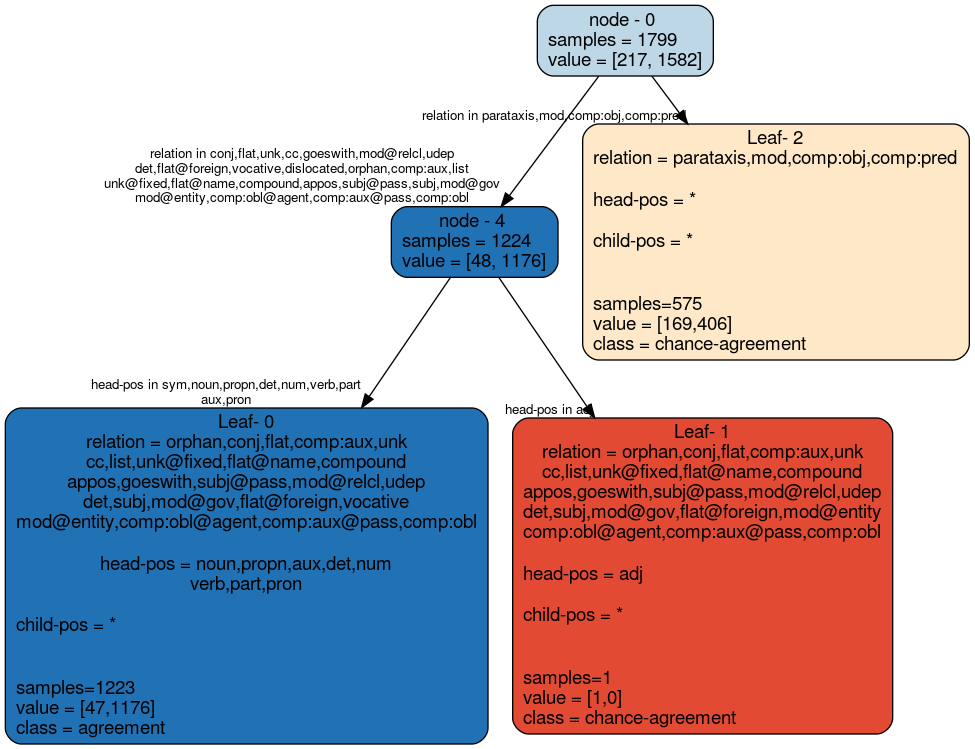 node - 0
samples = 1799
value = [217, 1582]
relation in parataxis,mod,comp:obj,comp:pred
Leaf- 2
relation = parataxis,mod,comp:obj,comp:pred
head-pos = *
child-pos = *
samples=575
value = [169,406]
class = chance-agreement
relation in conj,flat,unk,cc,goeswith,mod@relcl,udep
det,flat@foreign,vocative,dislocated,orphan,comp:aux,list
unk@fixed,flat@name,compound,appos,subj@pass,subj,mod@gov
mod@entity,comp:obl@agent,comp:aux@pass,comp:obl
node - 4
samples = 1224
value = [48, 1176]
head-pos in sym,noun,propn,det,num,verb,part
aux,pron
Leaf- 0
relation = orphan,conj,flat,comp:aux,unk
cc,list,unk@fixed,flat@name,compound
appos,goeswith,subj@pass,mod@relcl,udep
det,subj,mod@gov,flat@foreign,vocative
mod@entity,comp:obl@agent,comp:aux@pass,comp:obl
head-pos = noun,propn,aux,det,num
verb,part,pron
child-pos = *
samples=1223
value = [47,1176]
class = agreement
head-pos in adj
Leaf- 1
relation = orphan,conj,flat,comp:aux,unk
cc,list,unk@fixed,flat@name,compound
appos,goeswith,subj@pass,mod@relcl,udep
det,subj,mod@gov,flat@foreign,mod@entity
comp:obl@agent,comp:aux@pass,comp:obl
head-pos = adj
child-pos = *
samples=1
value = [1,0]
class = chance-agreement